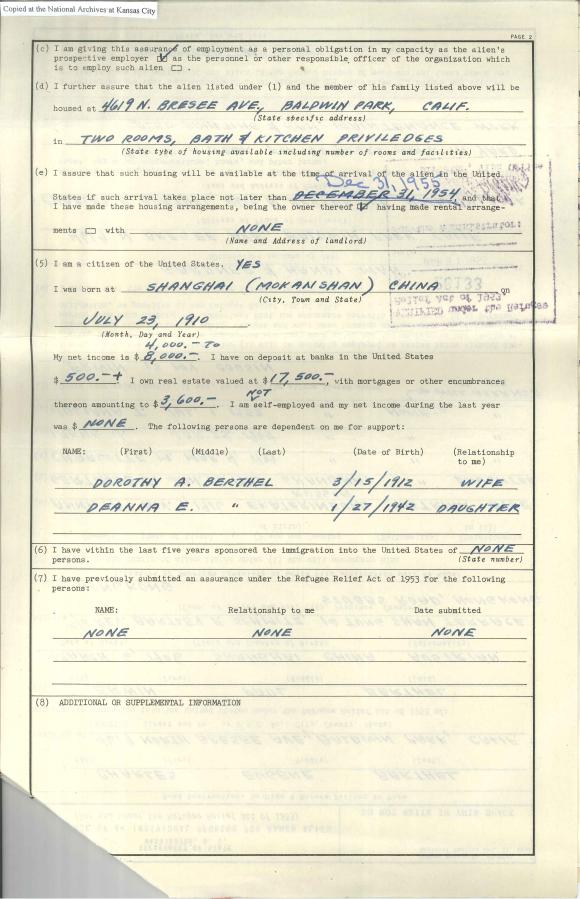 Copied at the National Archives at Kansas City
PAGE 2
(c) I am giving this assurance of employment as a personal obligation in my capacity as the alien's
prospective employer as the personnel or other responsible officer of the organization which
is to employ such alien .
(d) I further assure that the alien listed under (1) and the member of his family listed above will be
housed at 4619 N. BRESEE AVE, BALDWIN PARK, CALIF.
(State specific address)
in TWO ROOMS, BATH & KITCHEN PRIVILEDGES
(State type of housing available including number of rooms and facilities)
(e) I assure that such housing will be available at the time of arrival of the alien in the United
Dec 31, 1955
States if such arrival takes place not later than DECEMBER 31, 1954, and that
I have made these housing arrangements, being the owner thereof having made rental arrange-
ments with NONE
(Name and Address of landlord)
(5) I am a citizen of the United States. YES
I was born at SHANGHAI (MOKANSHAN) CHINA on
(City, Town and State)
JULY 23, 1910.
(Month, Day and Year)
4,000.- TO
My net income is $ 8,000.-. I have on deposit at banks in the United States
$ 500.-+ I own real estate valued at $17,500.-, with mortgages or other encumbrances
thereon amounting to $3,600.-. I am NOT self-employed and my net income during the last year
was $ NONE. The following persons are dependent on me for support:
NAME: (First) (Middle) (Last) (Date of Birth) (Relationship
to me)
DOROTHY A. BERTHEL 3/15/1912 WIFE
DEANNA E. " 1/27/1942 DAUGHTER
(6) I have within the last five years sponsored the immigration into the United States of NONE
persons. (State number)
(7) I have previously submitted an assurance under the Refugee Relief Act of 1953 for the following
persons:
NAME: Relationship to me Date submitted
NONE NONE NONE
(8) ADDITIONAL OR SUPPLEMENTAL INFORMATION